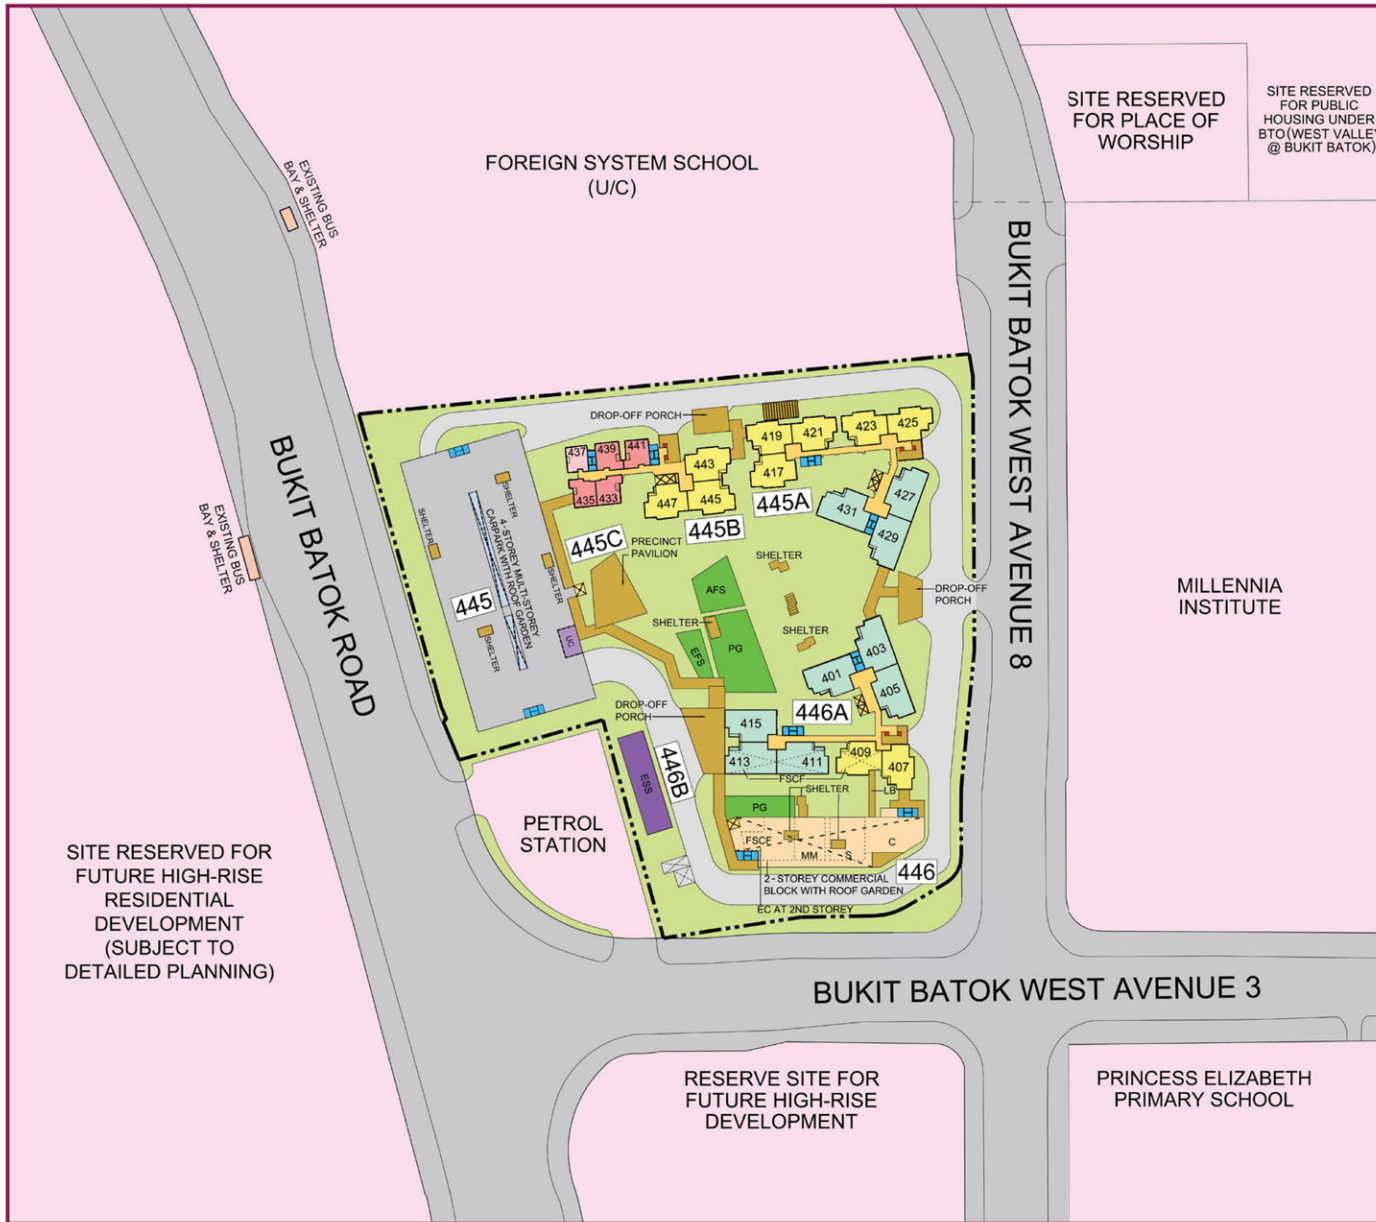 SITE RESERVED
FOR PLACE OF
WORSHIP
SITE RESERVED
FOR PUBLIC
HOUSING UNDER
BTO (WEST VALLEY
@ BUKIT BATOK)
FOREIGN SYSTEM SCHOOL
(U/C)
EXISTING BUS
BAY & SHELTER
BUKIT BATOK WEST AVENUE 8
DROP-OFF PORCH
419
421
423
425
417
437
439
441
443
435
433
447
445
427
431
429
445A
445B
445C
PRECINCT
PAVILION
SHELTER
SHELTER
SHELTER
SHELTER
4 - STOREY MULTI-STOREY
CARPARK WITH ROOF GARDEN
445
UC
EXISTING BUS
BAY & SHELTER
BUKIT BATOK ROAD
SHELTER
AFS
SHELTER
SHELTER
EFS
PG
DROP-OFF
PORCH
MILLENNIA
INSTITUTE
403
401
405
446A
DROP-OFF
PORCH
415
413
411
409
407
FSCF
SHELTER
LB
446B
ESS
PG
FSCF
MM
S
C
446
2 - STOREY COMMERCIAL
BLOCK WITH ROOF GARDEN
EC AT 2ND STOREY
PETROL
STATION
SITE RESERVED FOR
FUTURE HIGH-RISE
RESIDENTIAL
DEVELOPMENT
(SUBJECT TO
DETAILED PLANNING)
BUKIT BATOK WEST AVENUE 3
RESERVE SITE FOR
FUTURE HIGH-RISE
DEVELOPMENT
PRINCESS ELIZABETH
PRIMARY SCHOOL